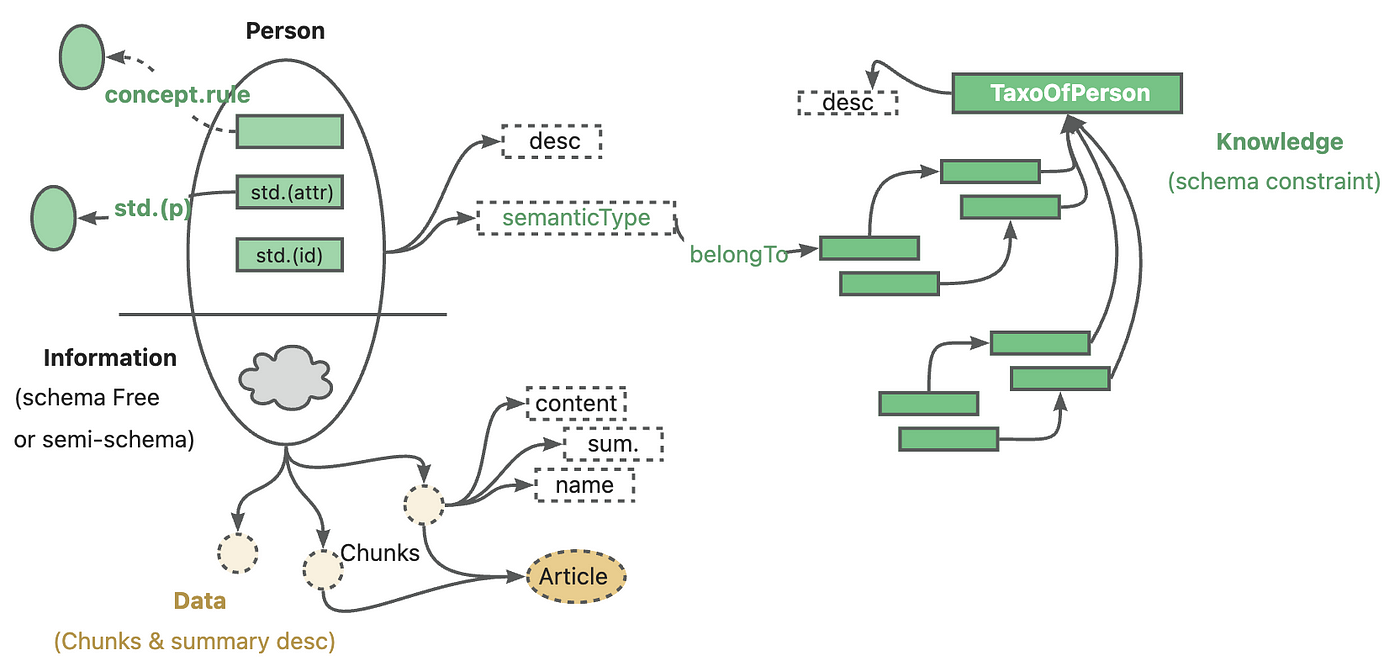 Person
concept.rule
std.(attr)
std.(p)
std.(id)
desc
semanticType
belongTo
desc
TaxoOfPerson
Knowledge
(schema constraint)
Information
(schema Free
or semi-schema)
content
sum.
name
Chunks
Article
Data
(Chunks & summary desc)